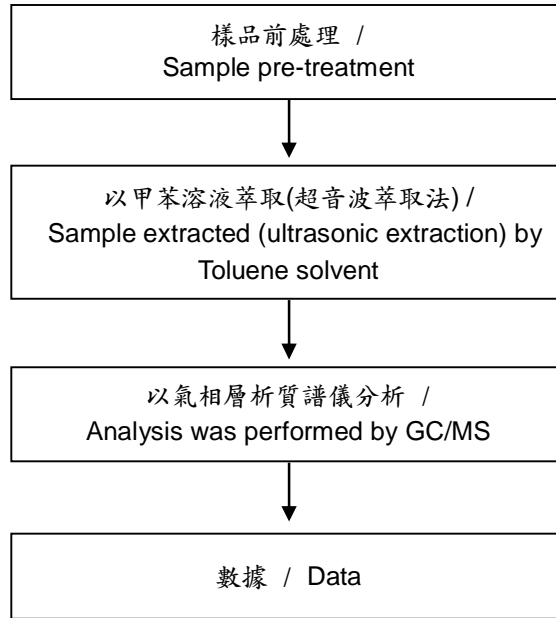 樣品前處理 /
Sample pre-treatment
以甲苯溶液萃取(超音波萃取法) /
Sample extracted (ultrasonic extraction) by
Toluene solvent
以氣相層析質譜儀分析 /
Analysis was performed by GC/MS
數據 / Data